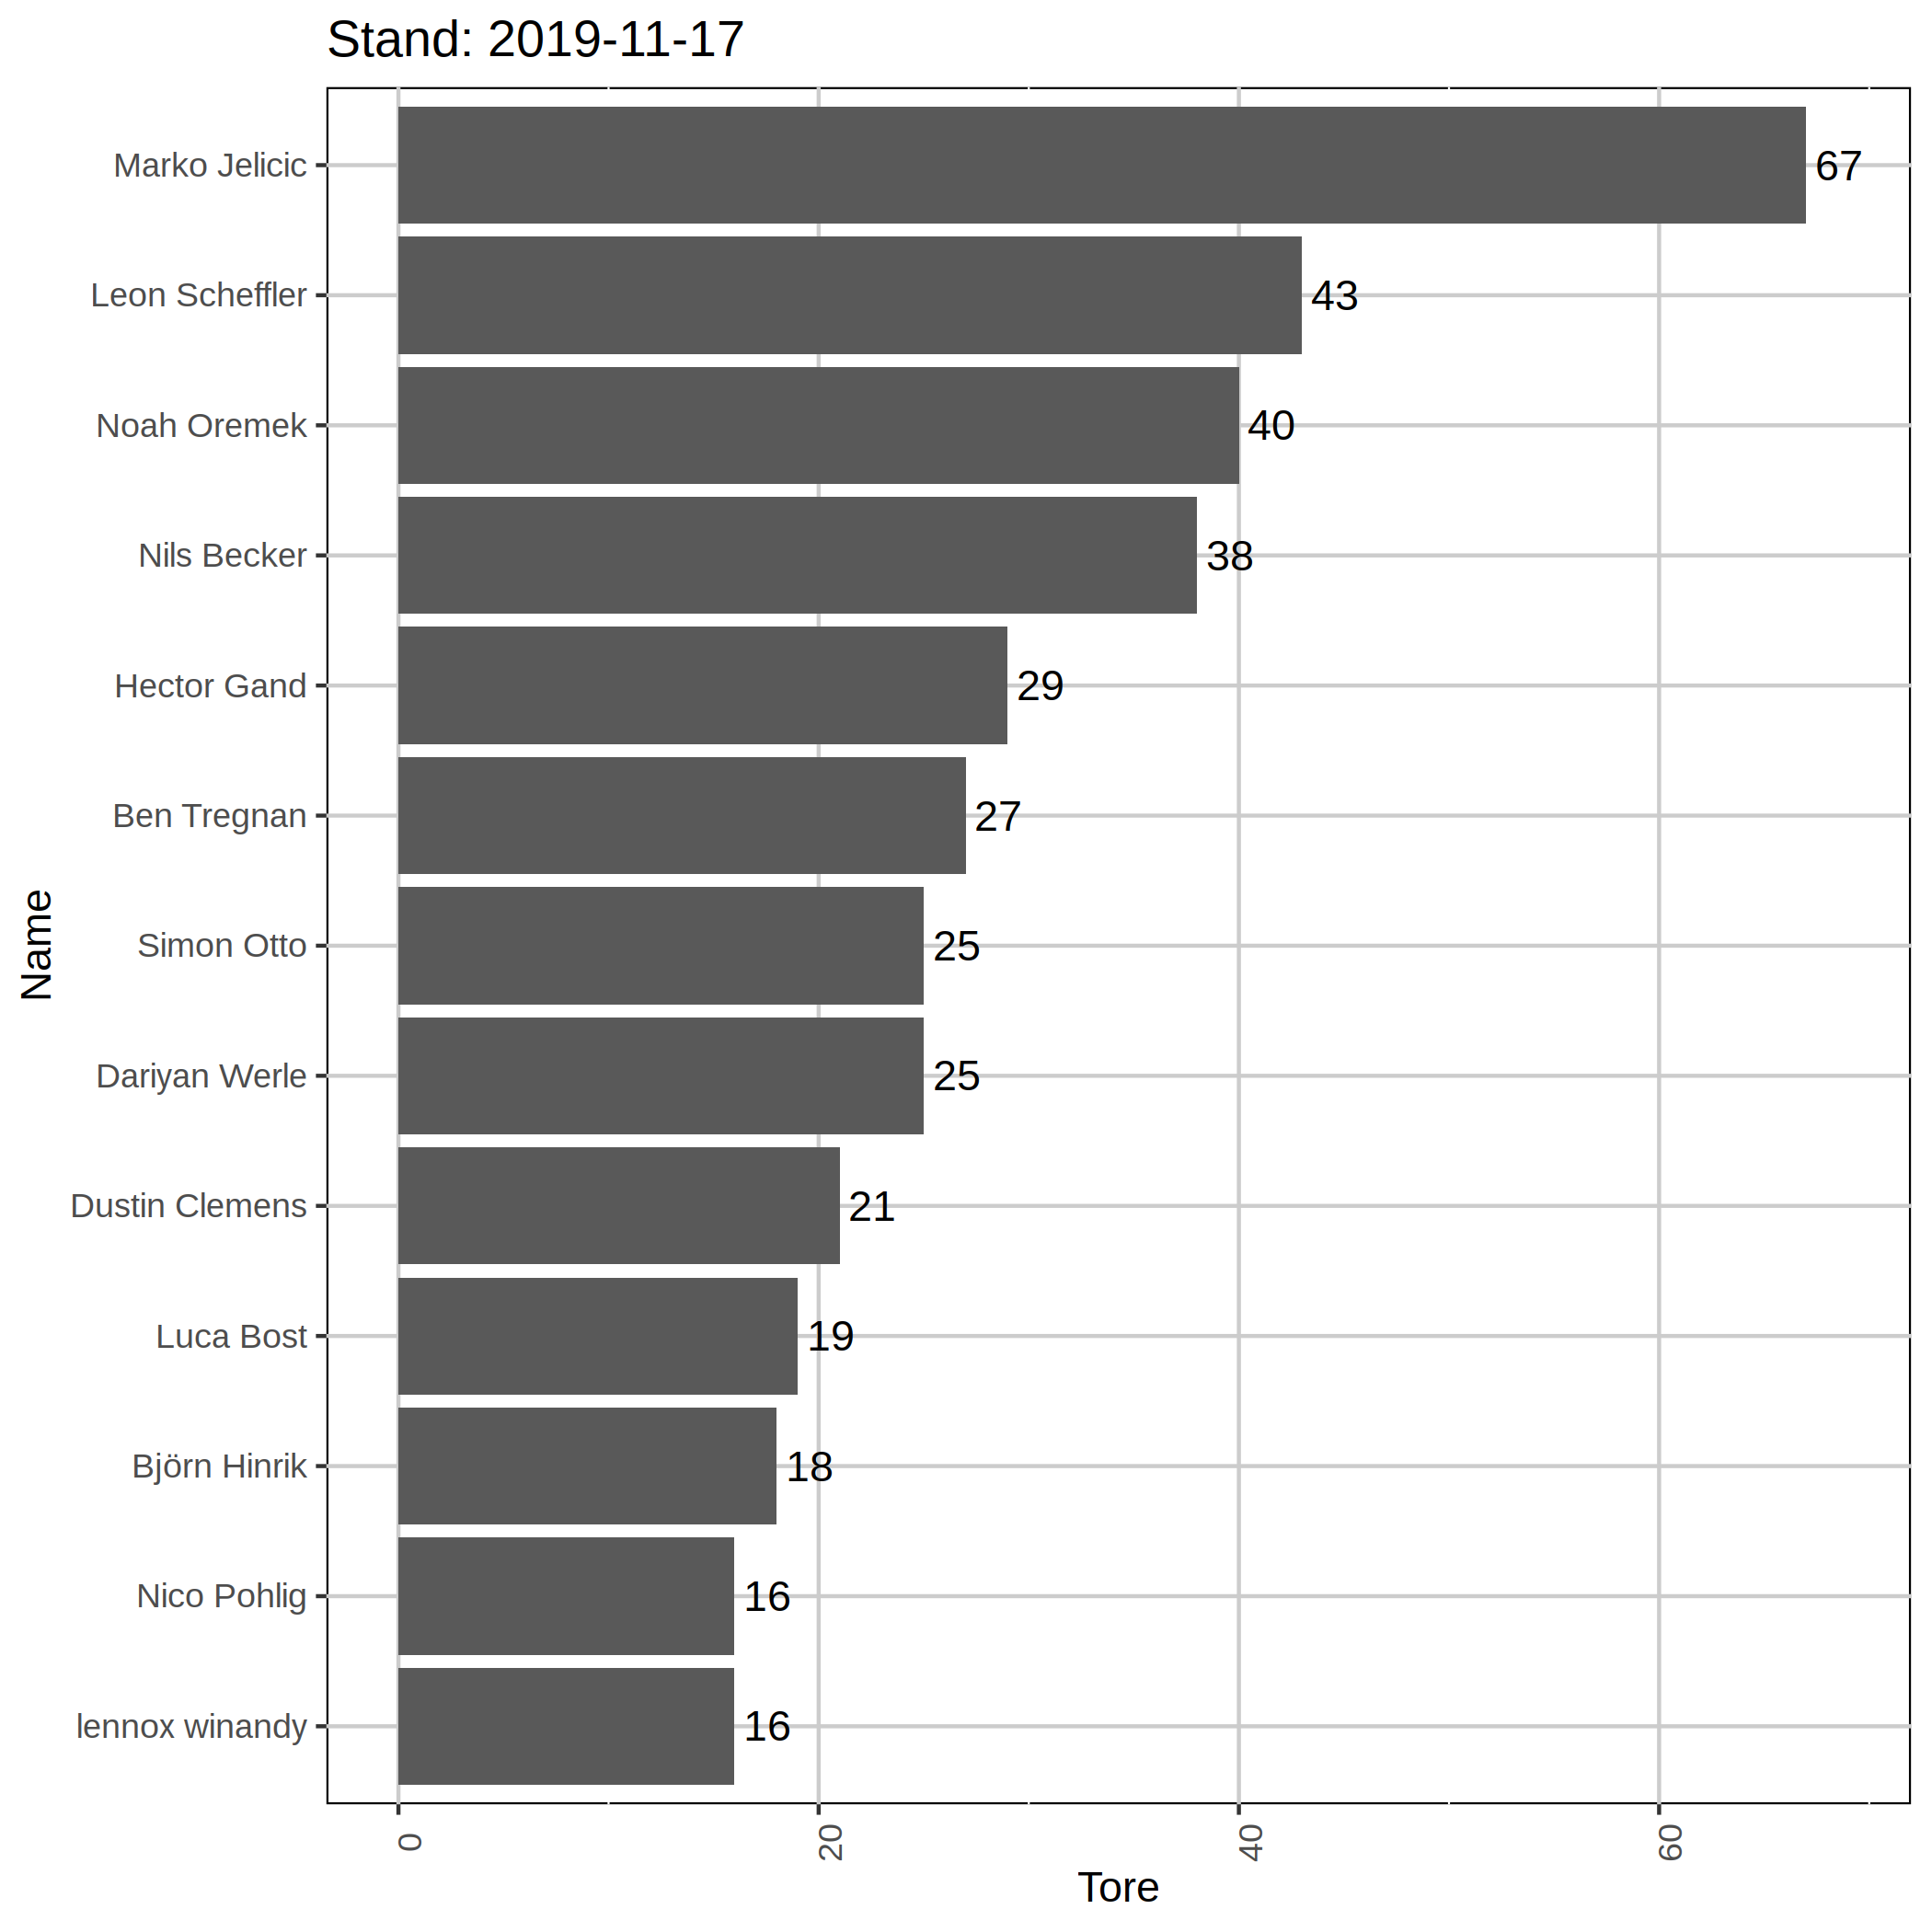 Stand: 2019-11-17
Name
Marko Jelicic 67
Leon Scheffler 43
Noah Oremek 40
Nils Becker 38
Hector Gand 29
Ben Tregnan 27
Simon Otto 25
Dariyan Werle 25
Dustin Clemens 21
Luca Bost 19
Björn Hinrik 18
Nico Pohlig 16
lennox winandy 16
0 20 40 60
Tore